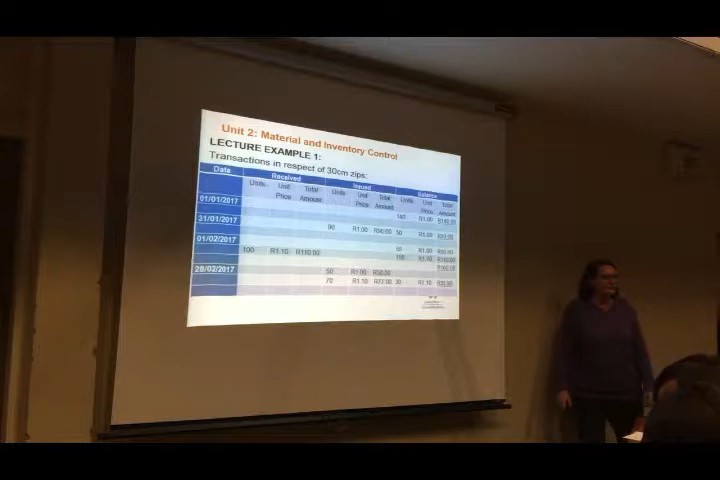 Unit 2: Material and Inventory Control
LECTURE EXAMPLE 1:
Transactions in respect of 30cm zips:
Date Received Issued Balance
Units Unit Price Total Amount Units Unit Price Total Amount Units Unit Price Total Amount
01/01/2017 140 R1.00 R140.00
31/01/2017 90 R1.00 R90.00 50 R1.00 R50.00
01/02/2017 50 R1.00 R50.00
100 R1.10 R110.00 100 R1.10 R110.00
R160.00
28/02/2017 50 R1.00 R50.00
70 R1.10 R77.00 30 R1.10 R33.00